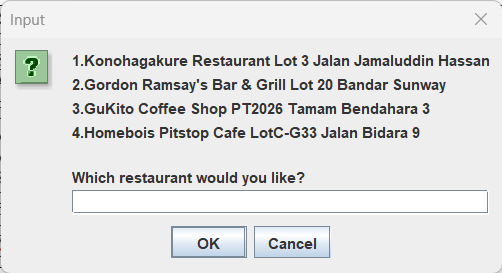 Input
1.Konohagakure Restaurant Lot 3 Jalan Jamaluddin Hassan
2.Gordon Ramsay's Bar & Grill Lot 20 Bandar Sunway
3.GuKito Coffee Shop PT2026 Tamam Bendahara 3
4.Homebois Pitstop Cafe LotC-G33 Jalan Bidara 9
Which restaurant would you like?
OK Cancel